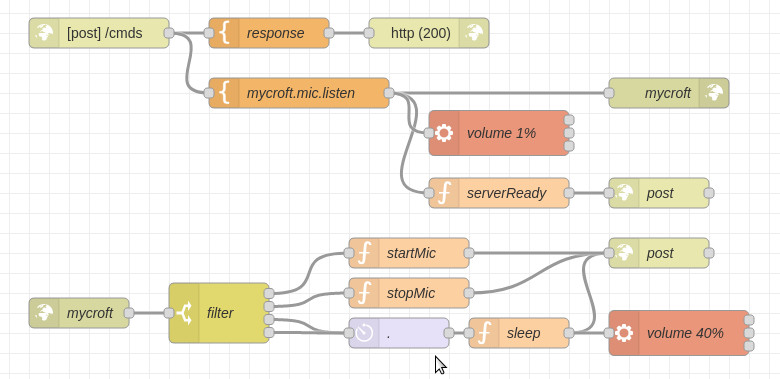 [post] /cmds
response
http (200)
mycroft.mic.listen
mycroft
volume 1%
serverReady
post
startMic
post
stopMic
mycroft
filter
.
sleep
volume 40%